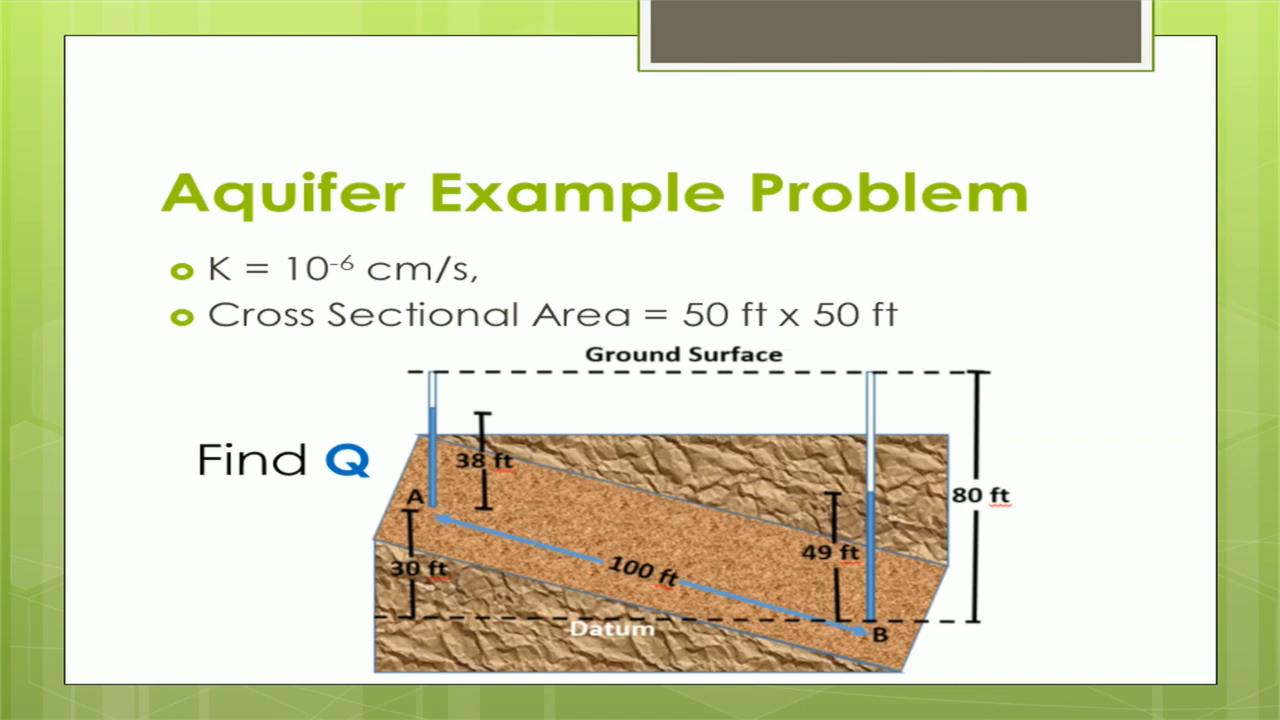 Aquifer Example Problem
K = 10⁻⁶ cm/s,
Cross Sectional Area = 50 ft x 50 ft
Ground Surface
Find Q
38 ft
A
80 ft
49 ft
30 ft
100 ft
Datum
B